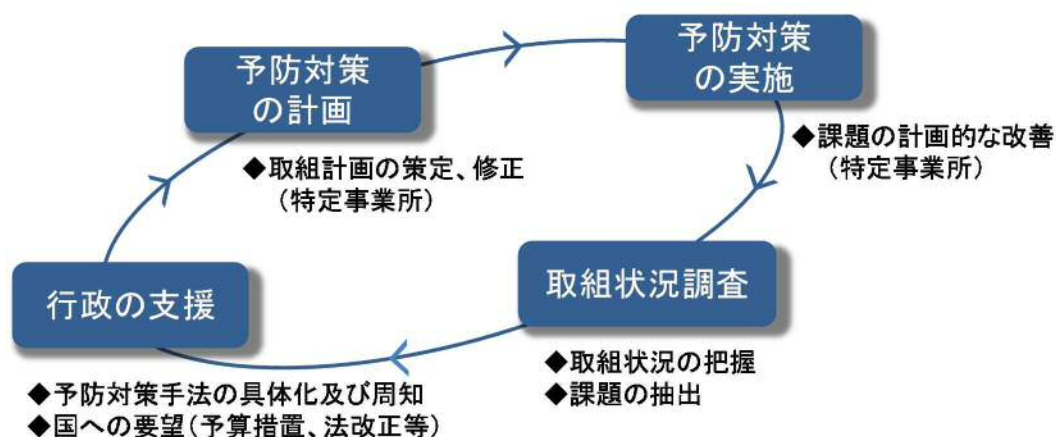 予防対策
の計画
◆取組計画の策定、修正
（特定事業所）
予防対策
の実施
◆課題の計画的な改善
（特定事業所）
取組状況調査
◆取組状況の把握
◆課題の抽出
行政の支援
◆予防対策手法の具体化及び周知
◆国への要望（予算措置、法改正等）